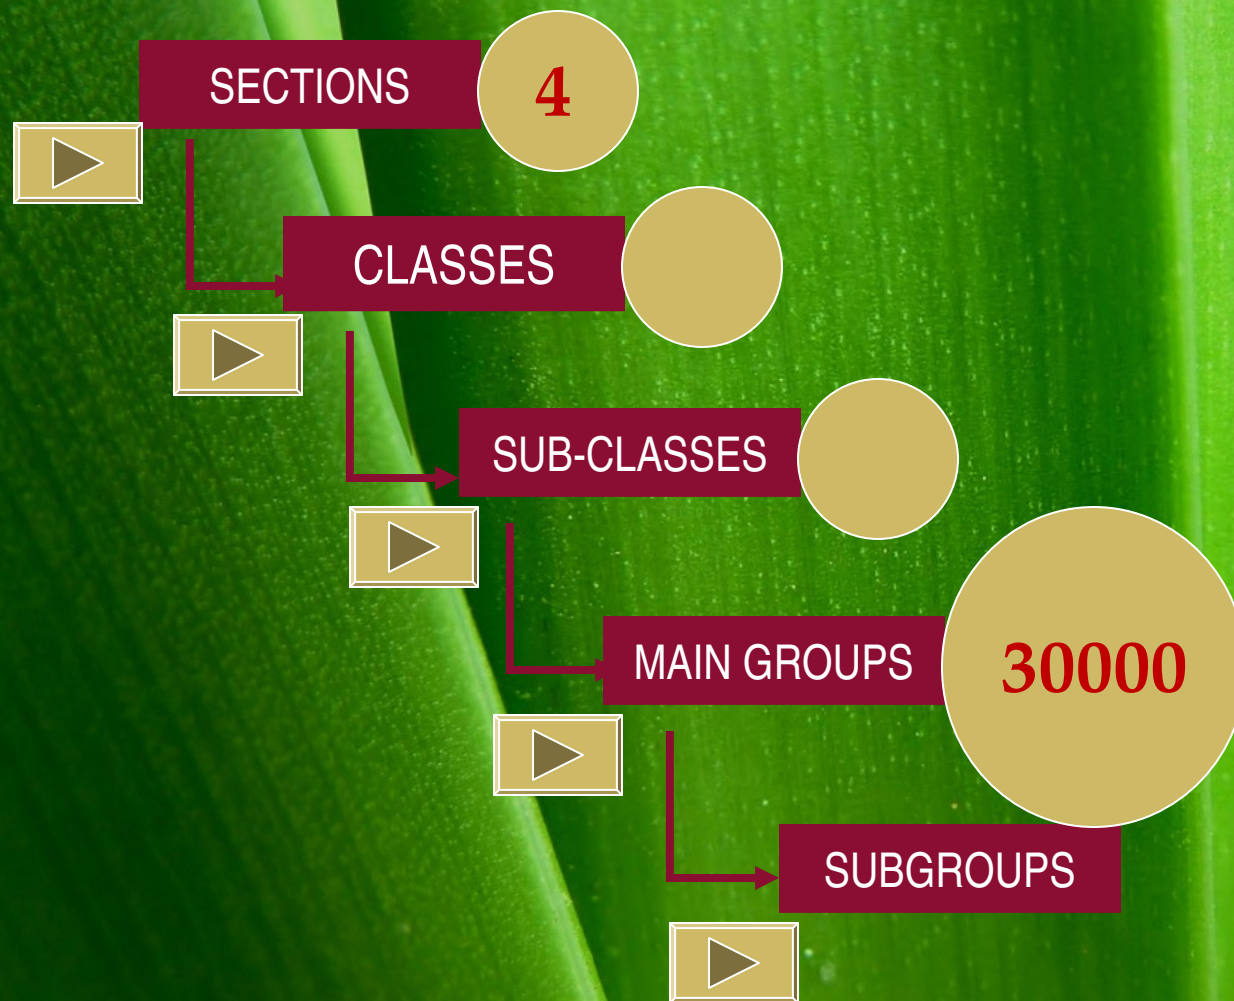 SECTIONS
4
CLASSES
SUB-CLASSES
MAIN GROUPS
30000
SUBGROUPS